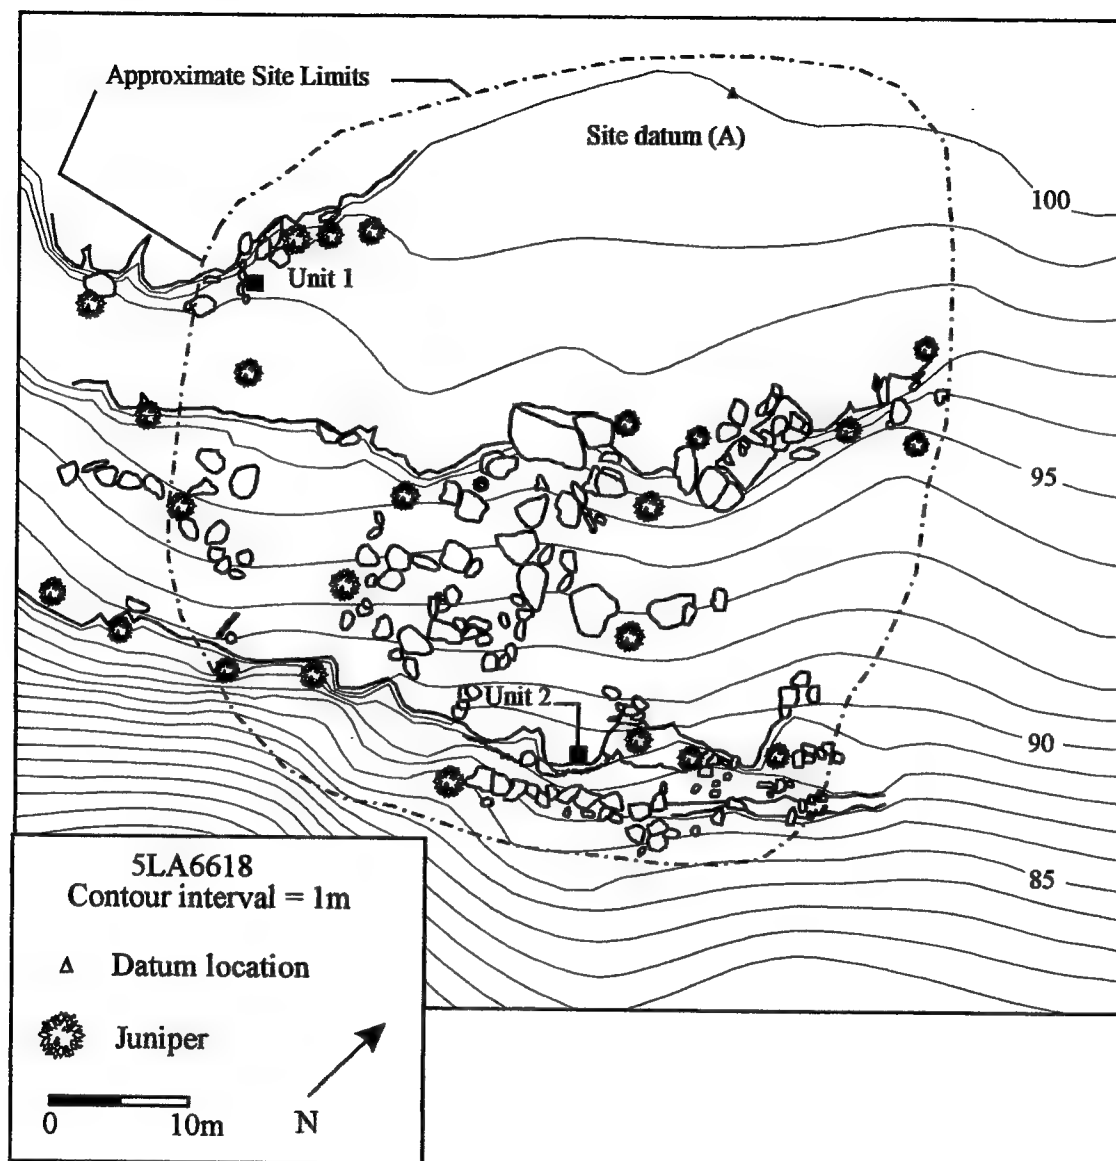 Approximate Site Limits
Site datum (A)
100
Unit 1
95
Unit 2
90
85
5LA6618
Contour interval = 1m
Datum location
Juniper
0 10m
N